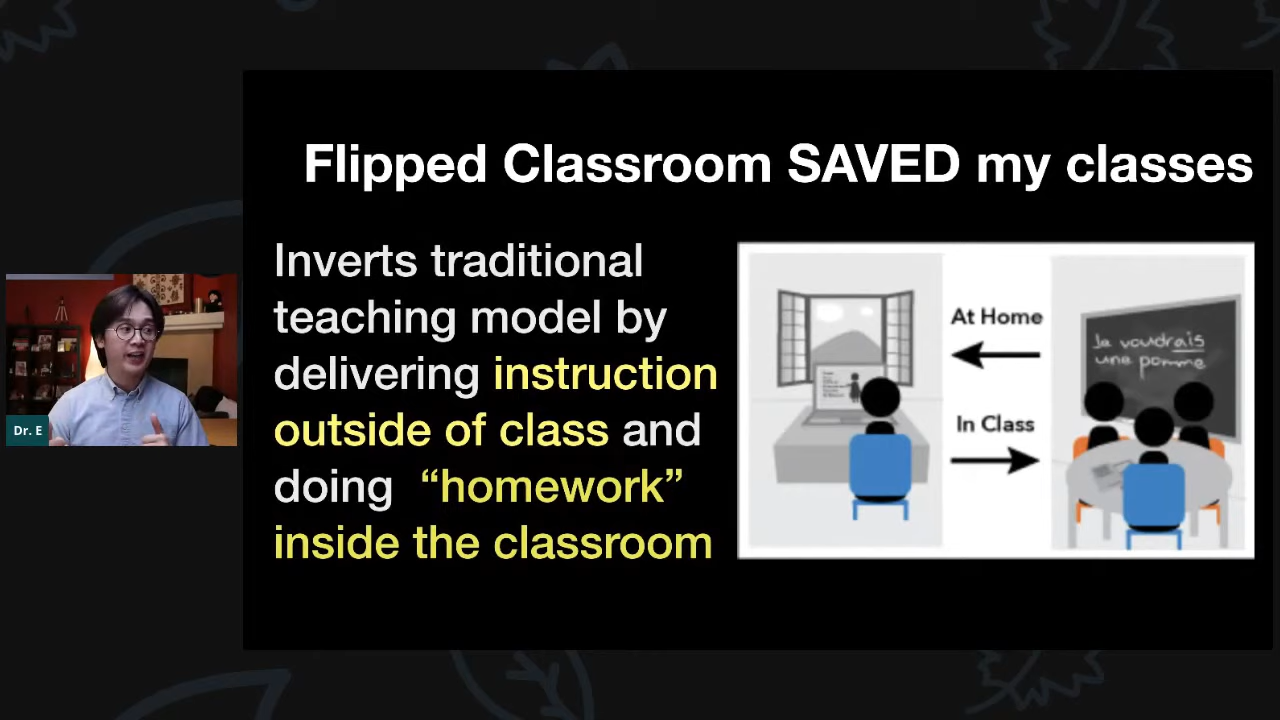 Flipped Classroom SAVED my classes
Inverts traditional
teaching model by
delivering instruction
outside of class and
doing “homework”
inside the classroom
At Home
In Class
Je voudrais
une pomme
Dr. E